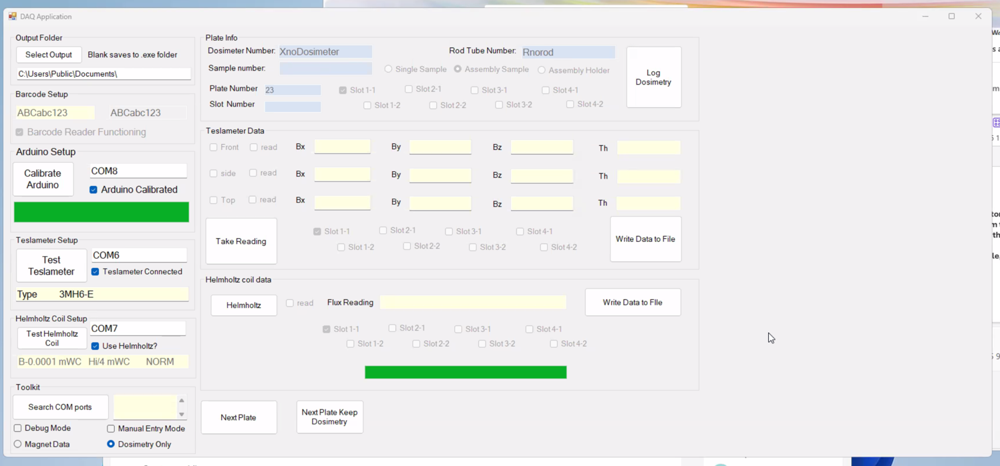 DAQ Application
Output Folder
Select Output Blank saves to .exe folder
C:\Users\Public\Documents\
Barcode Setup
ABCabc123 ABCabc123
Barcode Reader Functioning
Arduino Setup
Calibrate Arduino
COM8
Arduino Calibrated
Teslameter Setup
Test Teslameter
COM6
Teslameter Connected
Type 3MH6-E
Helmholtz Coil Setup
Test Helmholtz Coil
COM7
Use Helmholtz?
B-0.0001 mWC Hi/4 mWC NORM
Toolkit
Search COM ports
Debug Mode Manual Entry Mode
Magnet Data Dosimetry Only
Plate Info
Dosimeter Number: XnoDosimeter Rod Tube Number: Rnorod
Sample number: Single Sample Assembly Sample Assembly Holder
Plate Number 23 Slot 1-1 Slot 2-1 Slot 3-1 Slot 4-1
Slot Number Slot 1-2 Slot 2-2 Slot 3-2 Slot 4-2
Log Dosimetry
Teslameter Data
Front read Bx By Bz Th
side read Bx By Bz Th
Top read Bx By Bz Th
Take Reading
Slot 1-1 Slot 2-1 Slot 3-1 Slot 4-1
Slot 1-2 Slot 2-2 Slot 3-2 Slot 4-2
Write Data to File
Helmholtz coil data
Helmholtz read Flux Reading Write Data to FIle
Slot 1-1 Slot 2-1 Slot 3-1 Slot 4-1
Slot 1-2 Slot 2-2 Slot 3-2 Slot 4-2
Next Plate
Next Plate Keep Dosimetry